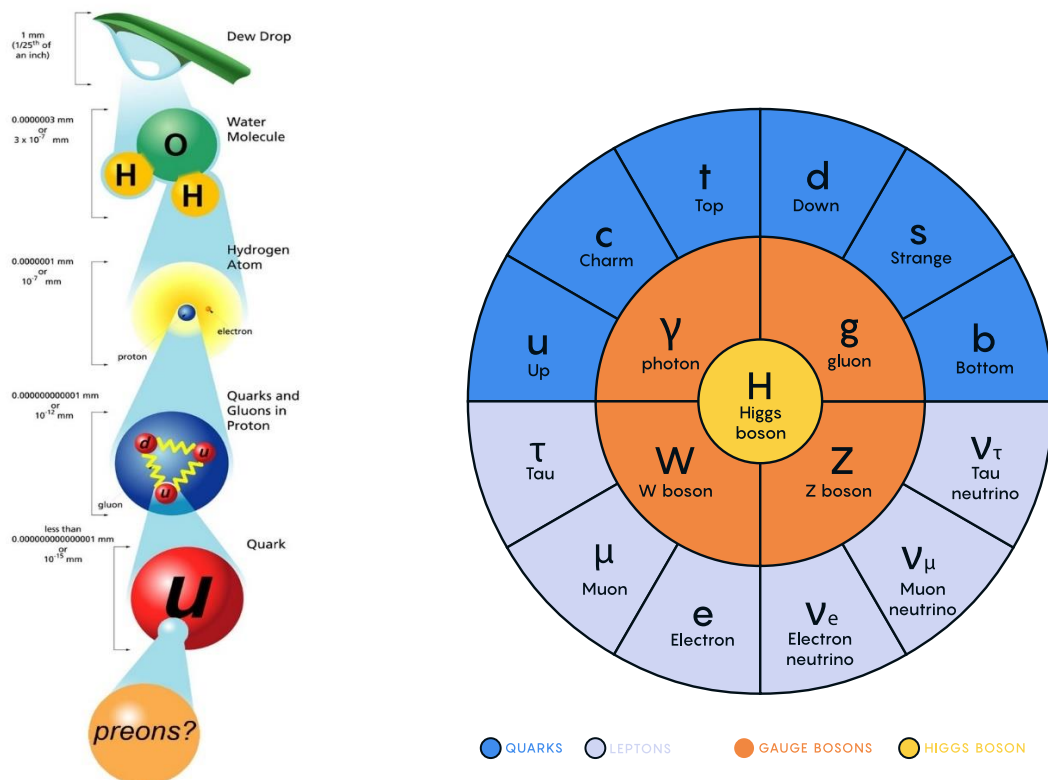 1 mm
(1/25th of
an inch)
Dew Drop
0.0000003 mm
or
3 x 10-7 mm
Water
Molecule
O
H
H
Hydrogen
Atom
0.0000001 mm
or
10-7 mm
electron
proton
Quarks and
Gluons in
Proton
0.000000000001 mm
or
10-12 mm
d
u
u
gluon
less than
0.000000000000001 mm
or
10-15 mm
Quark
u
preons?
t
Top
d
Down
c
Charm
s
Strange
u
Up
b
Bottom
γ
photon
g
gluon
H
Higgs
boson
W
W boson
Z
Z boson
τ
Tau
ντ
Tau
neutrino
μ
Muon
νμ
Muon
neutrino
e
Electron
νe
Electron
neutrino
QUARKS
LEPTONS
GAUGE BOSONS
HIGGS BOSON